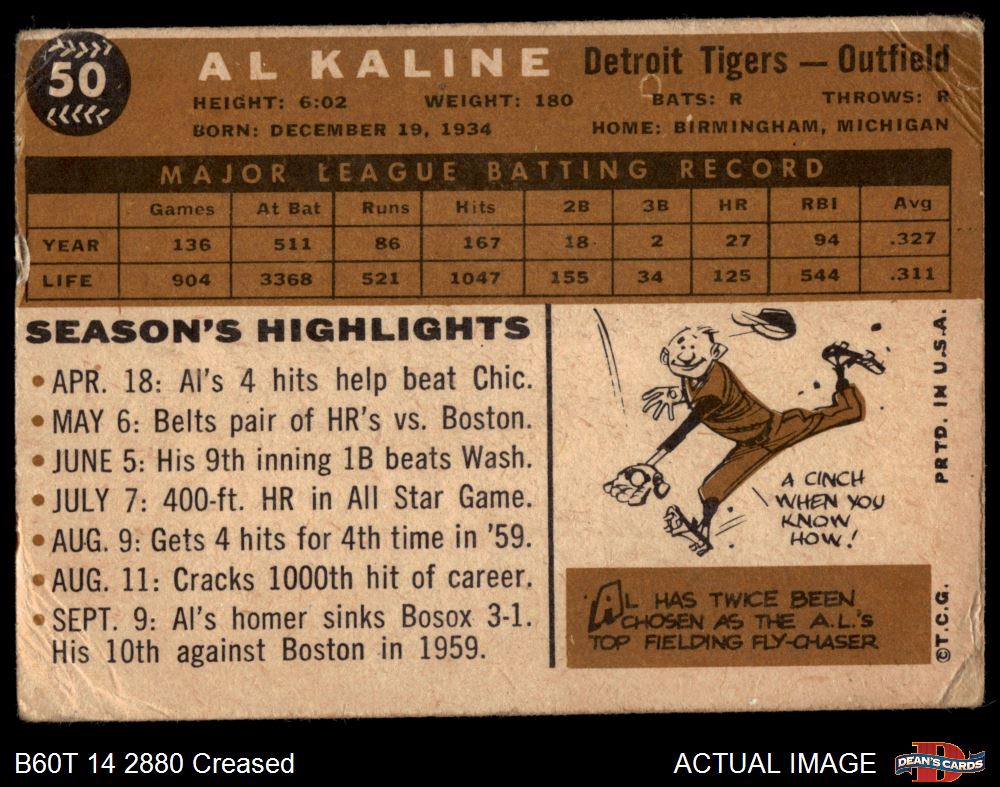 50
AL KALINE Detroit Tigers — Outfield
HEIGHT: 6:02 WEIGHT: 180 BATS: R THROWS: R
BORN: DECEMBER 19, 1934 HOME: BIRMINGHAM, MICHIGAN
MAJOR LEAGUE BATTING RECORD
Games At Bat Runs Hits 2B 3B HR RBI Avg
YEAR 136 511 86 167 18 2 27 94 .327
LIFE 904 3368 521 1047 155 34 125 544 .311
SEASON'S HIGHLIGHTS
• APR. 18: Al's 4 hits help beat Chic.
• MAY 6: Belts pair of HR's vs. Boston.
• JUNE 5: His 9th inning 1B beats Wash.
• JULY 7: 400-ft. HR in All Star Game.
• AUG. 9: Gets 4 hits for 4th time in '59.
• AUG. 11: Cracks 1000th hit of career.
• SEPT. 9: Al's homer sinks Bosox 3-1.
His 10th against Boston in 1959.
A CINCH
WHEN YOU
KNOW
HOW!
AL HAS TWICE BEEN
CHOSEN AS THE A.L.'S
TOP FIELDING FLY-CHASER
PRTD. IN U.S.A.
©T.C.G.
B60T 14 2880 Creased
ACTUAL IMAGE
D
DEAN'S CARDS